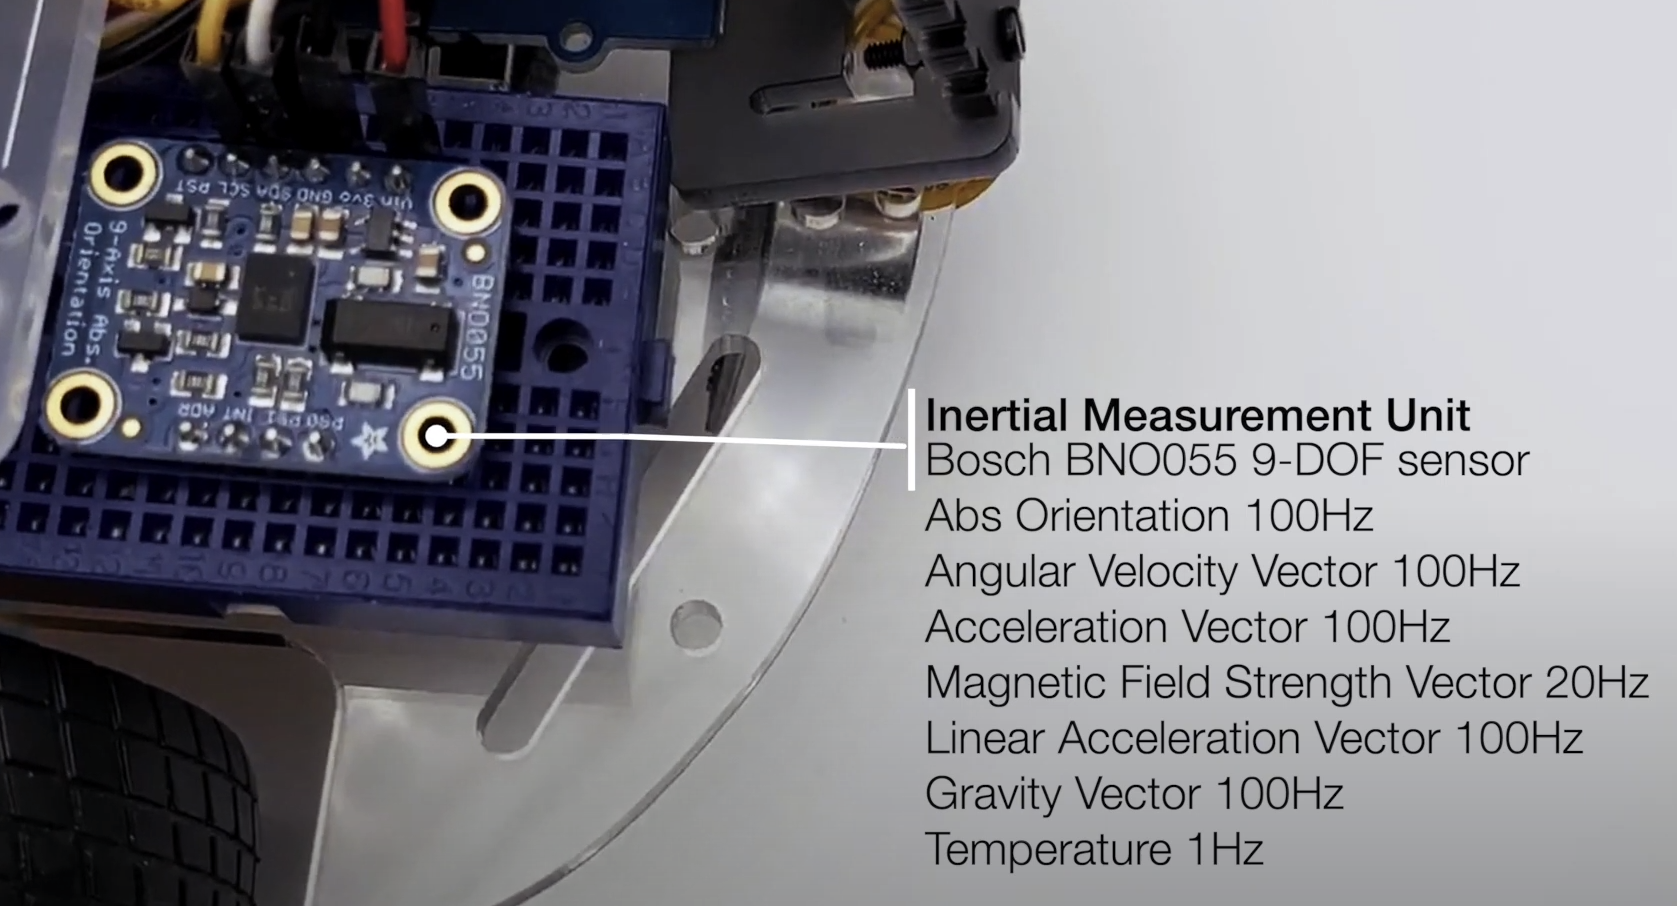 RST SCL SDA GND 3vo Vin
9-Axis Abs.
Orientation
BNO055
ADR INT PS1 PS0
Inertial Measurement Unit
Bosch BNO055 9-DOF sensor
Abs Orientation 100Hz
Angular Velocity Vector 100Hz
Acceleration Vector 100Hz
Magnetic Field Strength Vector 20Hz
Linear Acceleration Vector 100Hz
Gravity Vector 100Hz
Temperature 1Hz